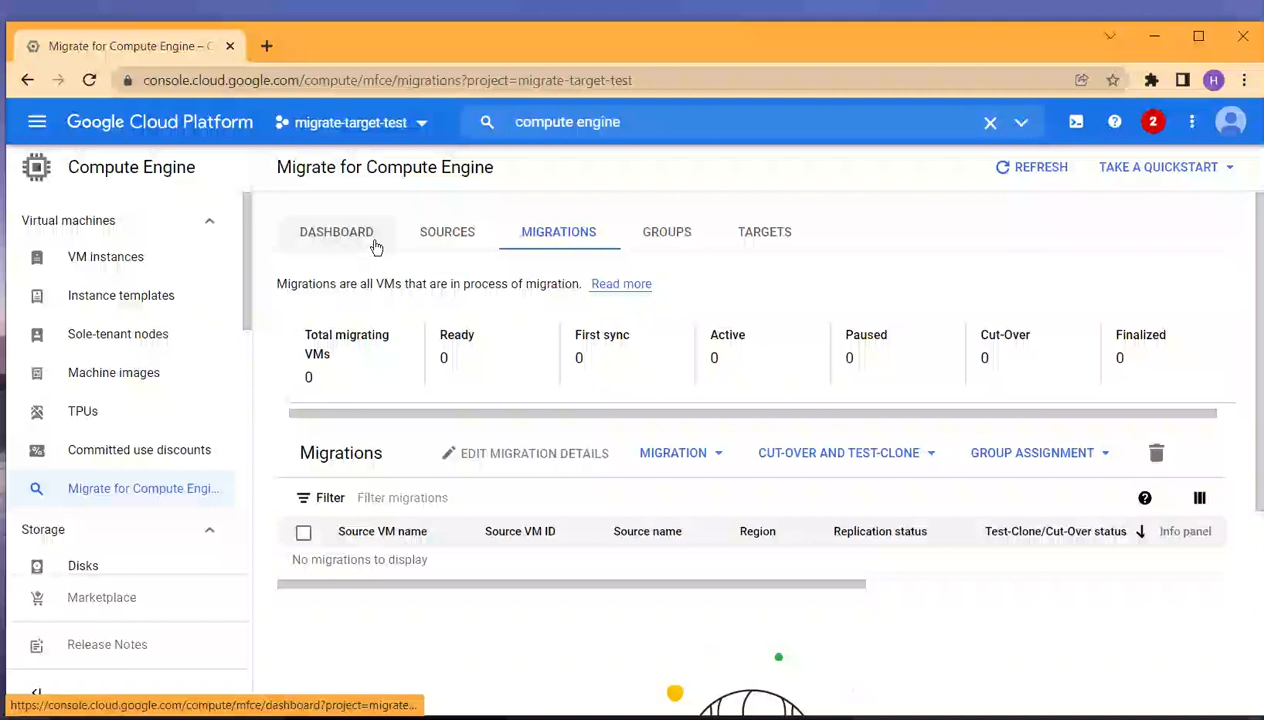 Migrate for Compute Engine – C
console.cloud.google.com/compute/mfce/migrations?project=migrate-target-test
H
Google Cloud Platform
migrate-target-test
compute engine
2
Compute Engine
Virtual machines
VM instances
Instance templates
Sole-tenant nodes
Machine images
TPUs
Committed use discounts
Migrate for Compute Engi...
Storage
Disks
Marketplace
Release Notes
Migrate for Compute Engine
REFRESH
TAKE A QUICKSTART
DASHBOARD
SOURCES
MIGRATIONS
GROUPS
TARGETS
Migrations are all VMs that are in process of migration. Read more
Total migrating
VMs
0
Ready
0
First sync
0
Active
0
Paused
0
Cut-Over
0
Finalized
0
Migrations
EDIT MIGRATION DETAILS
MIGRATION
CUT-OVER AND TEST-CLONE
GROUP ASSIGNMENT
Filter
Filter migrations
Source VM name
Source VM ID
Source name
Region
Replication status
Test-Clone/Cut-Over status
Info panel
No migrations to display
https://console.cloud.google.com/compute/mfce/dashboard?project=migrate...